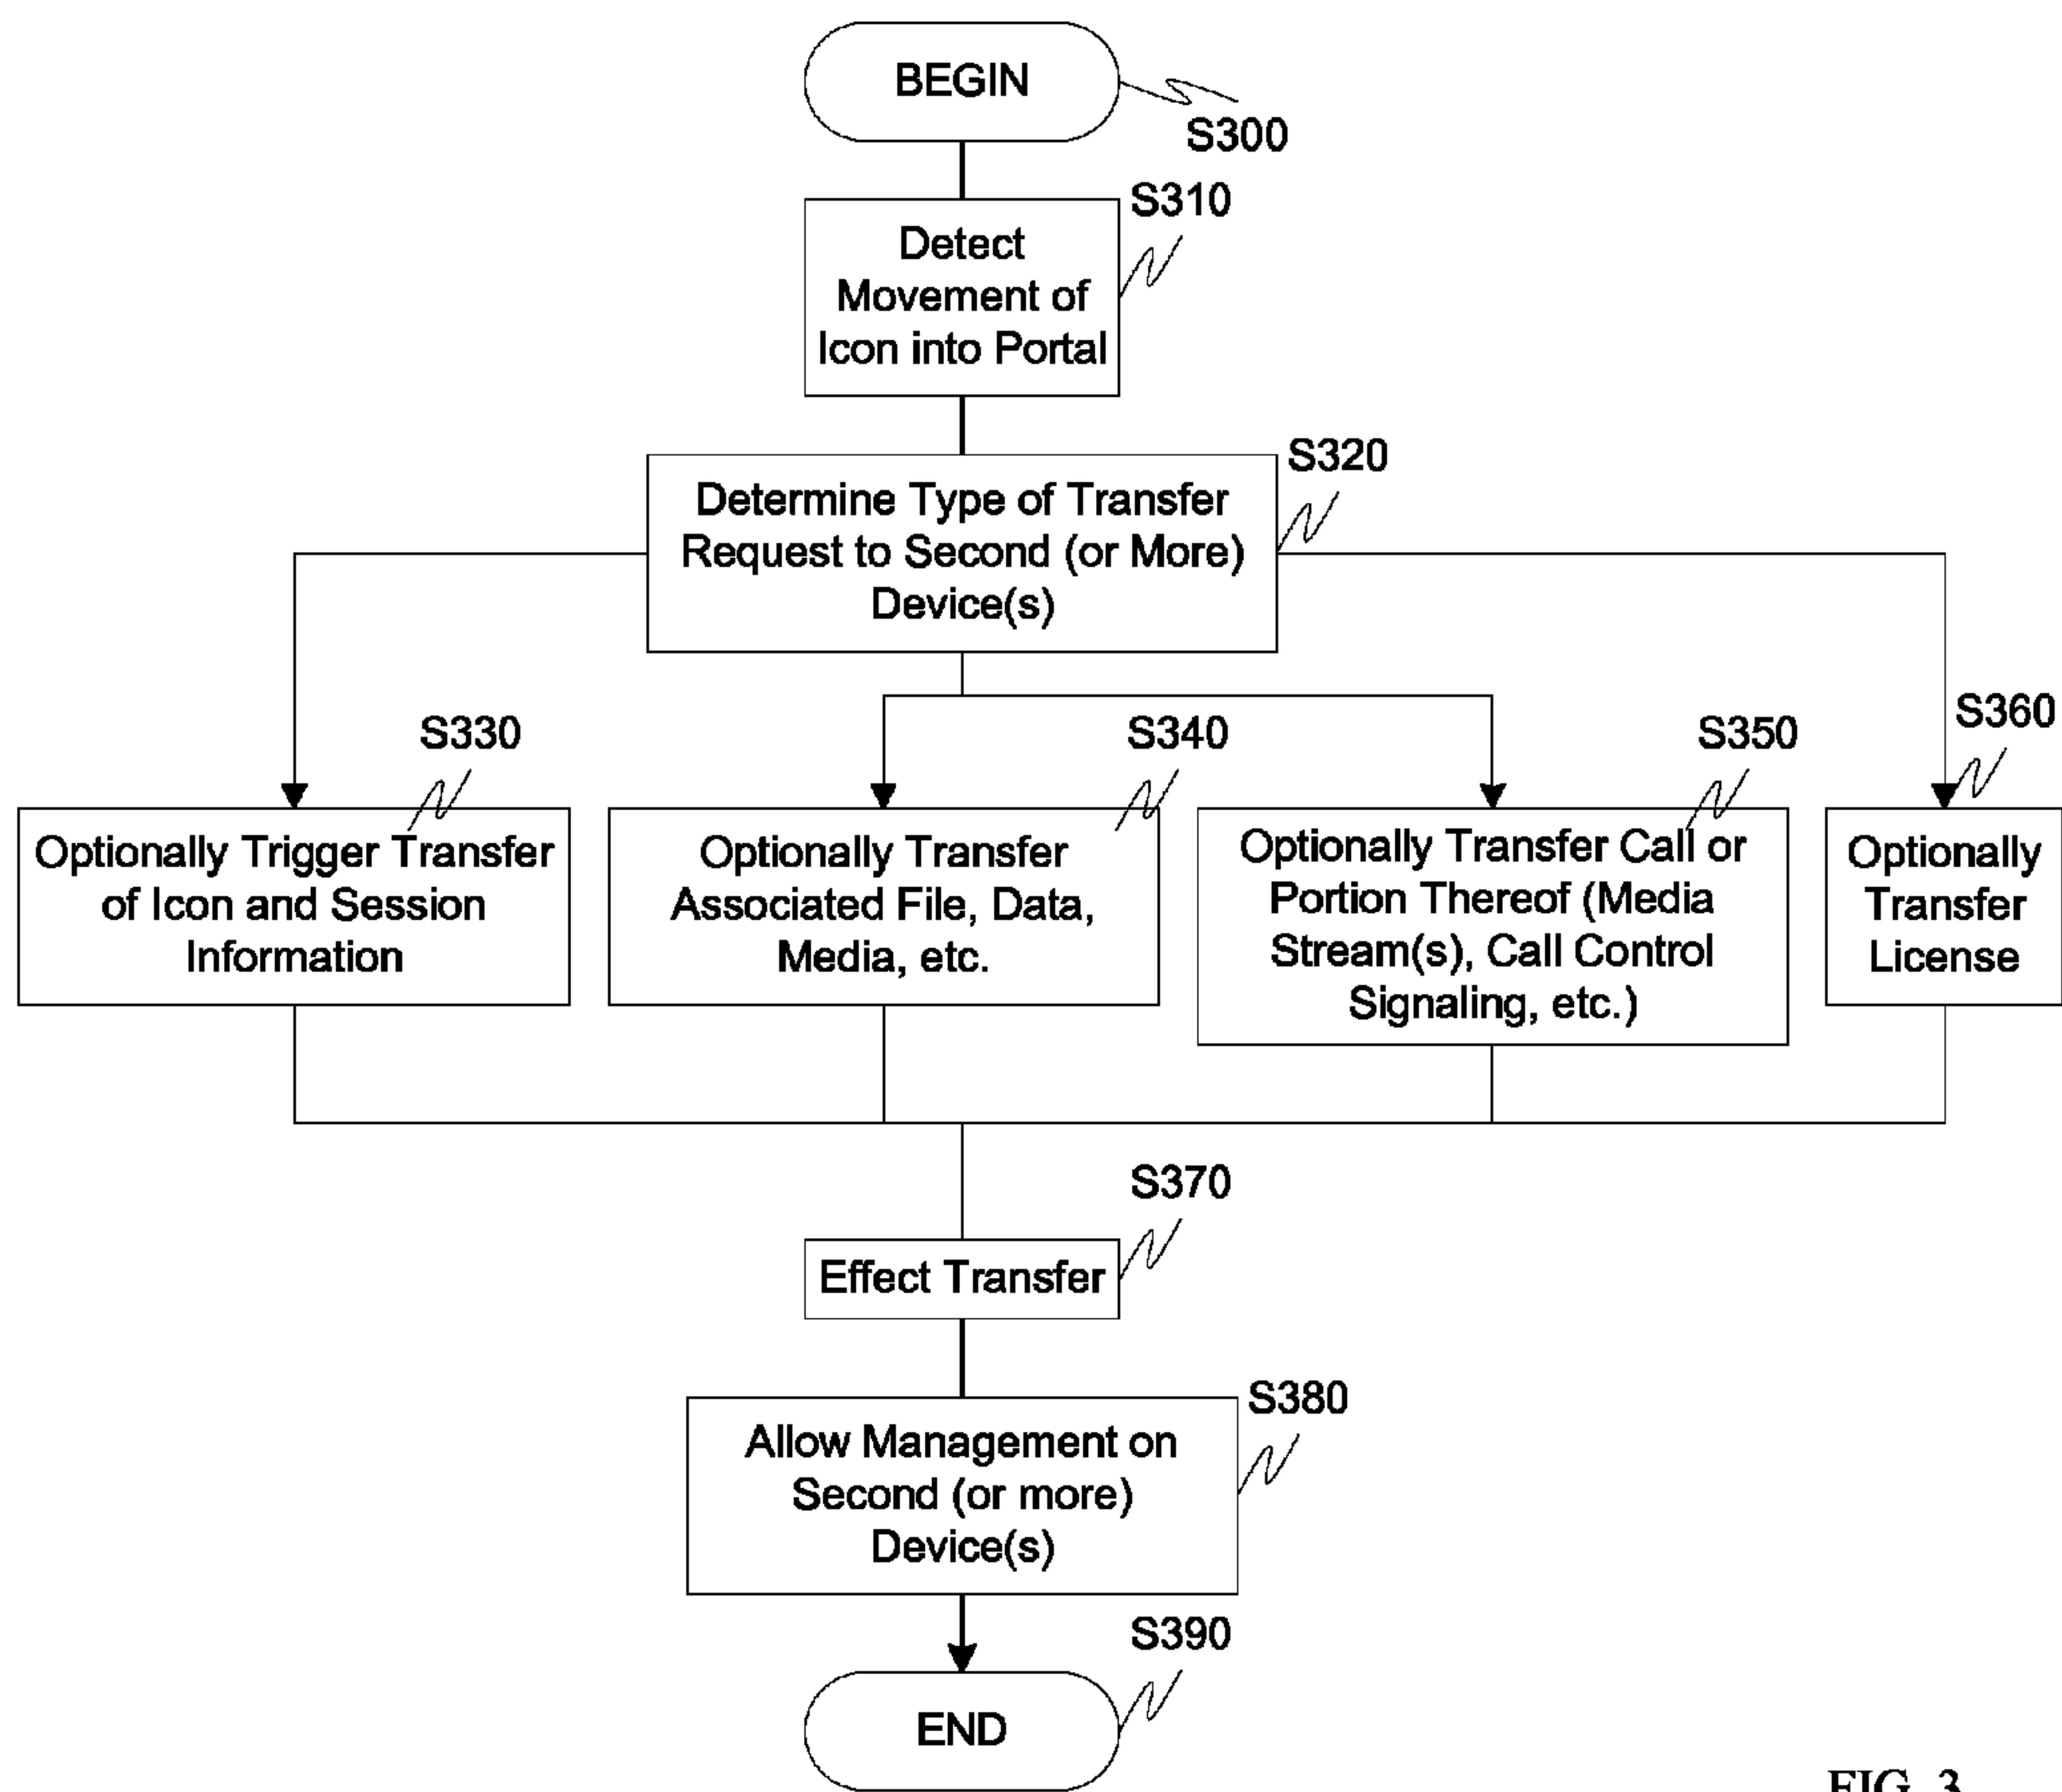 BEGIN
S300
S310
Detect
Movement of
Icon into Portal
S320
Determine Type of Transfer
Request to Second (or More)
Device(s)
S330
S340
S350
S360
Optionally Trigger Transfer
of Icon and Session
Information
Optionally Transfer
Associated File, Data,
Media, etc.
Optionally Transfer Call or
Portion Thereof (Media
Stream(s), Call Control
Signaling, etc.)
Optionally
Transfer
License
S370
Effect Transfer
S380
Allow Management on
Second (or more)
Device(s)
S390
END
FIG. 3